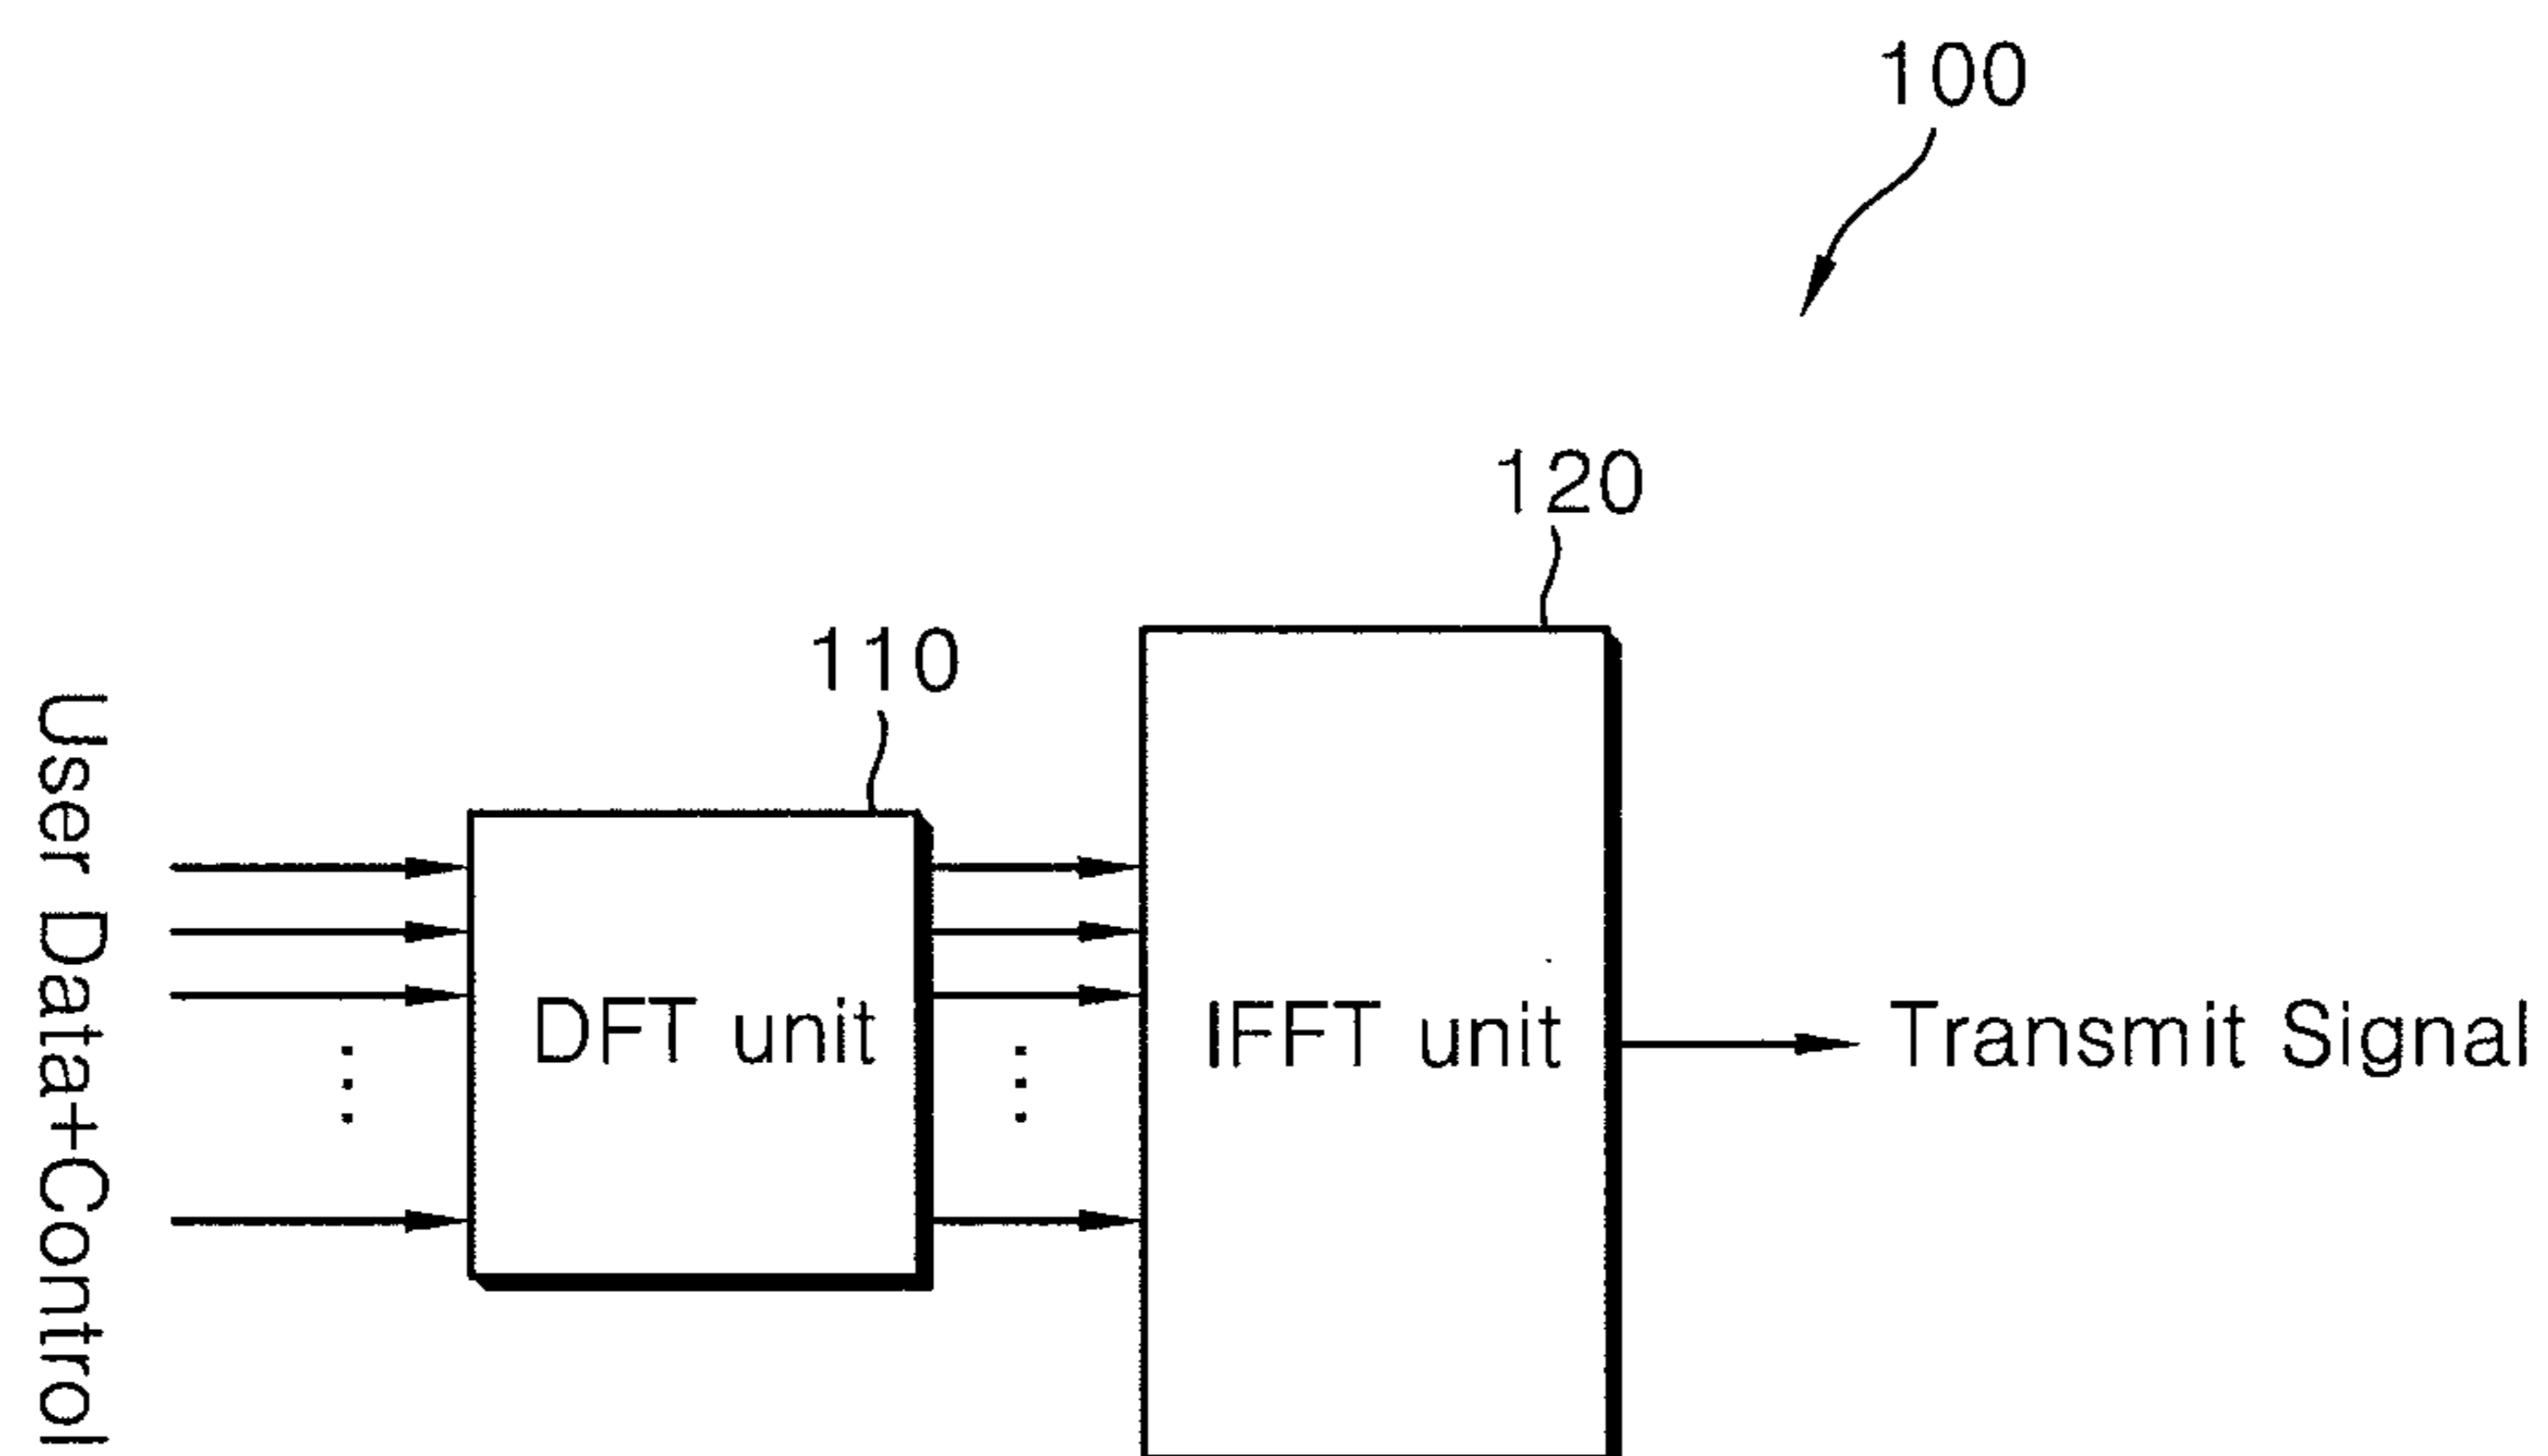 100
120
110
User Data+Control
DFT unit
IFFT unit
Transmit Signal